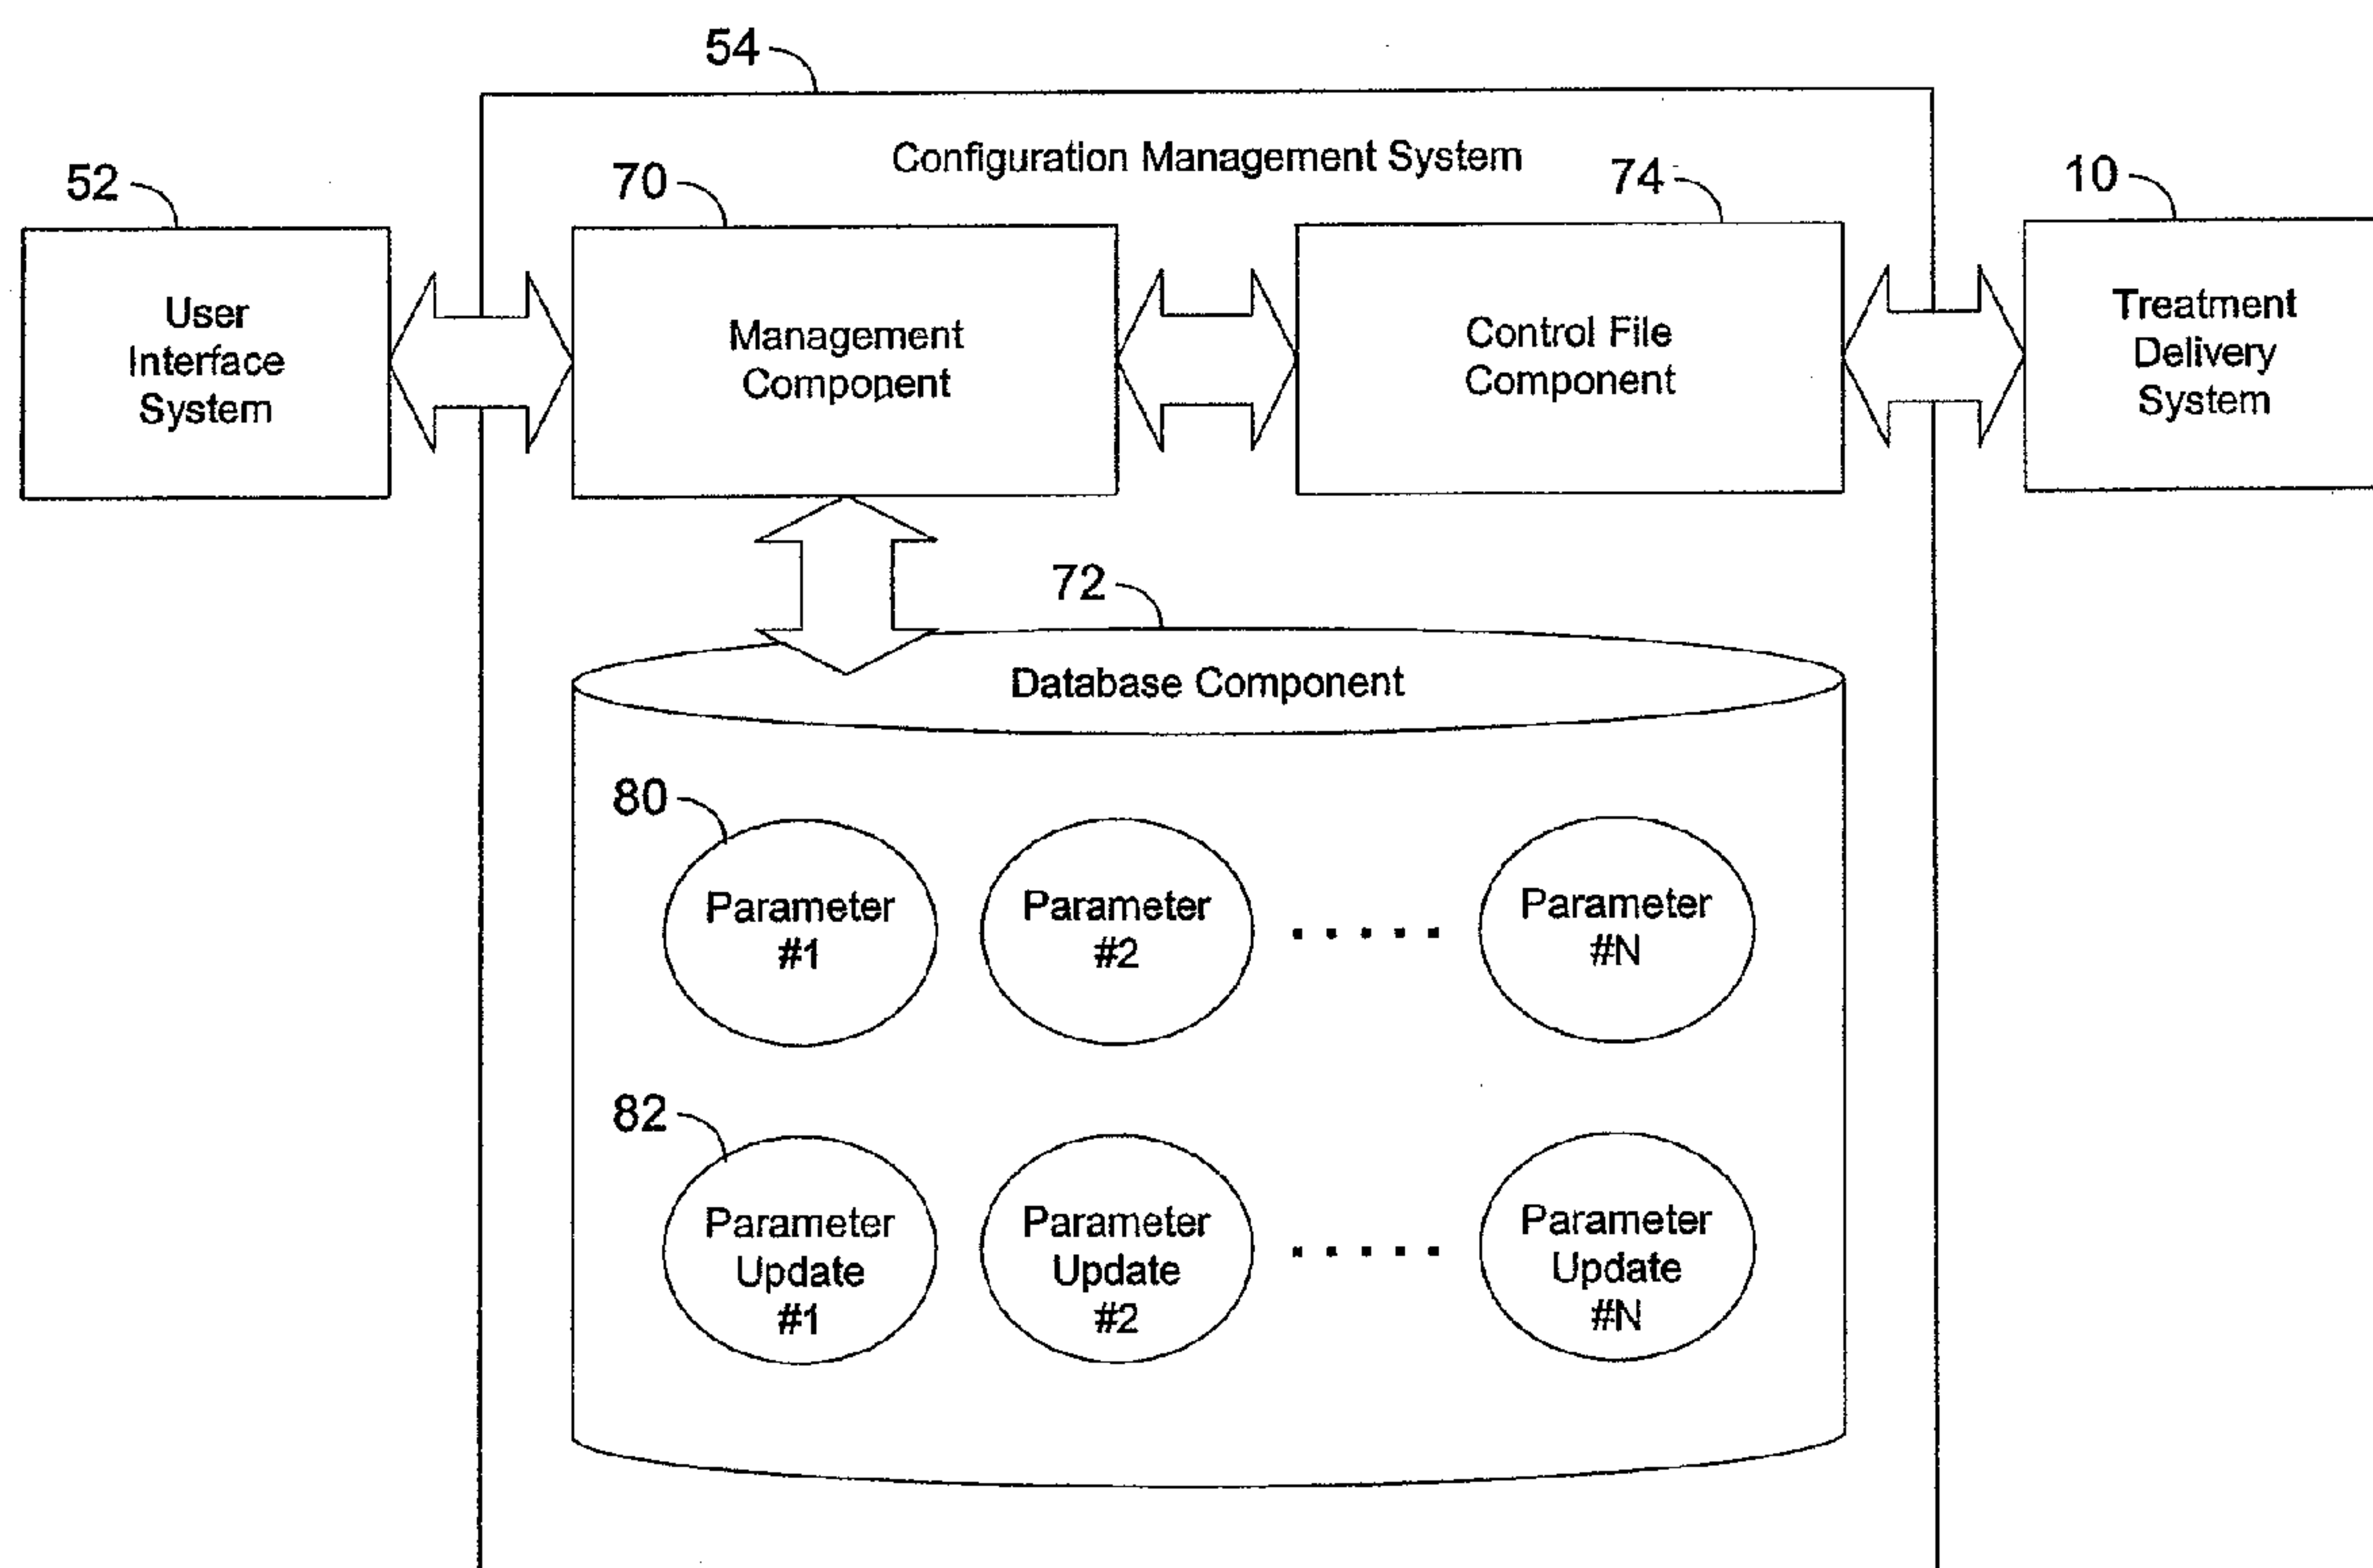 54
Configuration Management System
52
70
74
10
User
Interface
System
Management
Component
Control File
Component
Treatment
Delivery
System
72
Database Component
80
Parameter
#1
Parameter
#2
Parameter
#N
82
Parameter
Update
#1
Parameter
Update
#2
Parameter
Update
#N